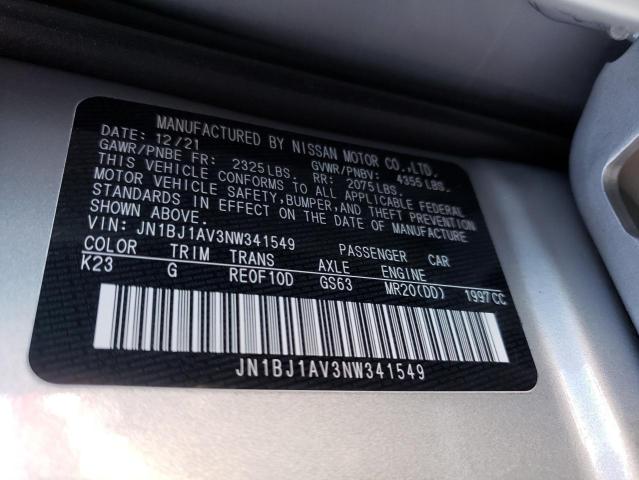 MANUFACTURED BY NISSAN MOTOR CO.,LTD.
DATE: 12/21 GVWR/PNBV: 4355 LBS.
GAWR/PNBE FR: 2325LBS. RR: 2075LBS.
THIS VEHICLE CONFORMS TO ALL APPLICABLE FEDERAL
MOTOR VEHICLE SAFETY,BUMPER,AND THEFT PREVENTION
STANDARDS IN EFFECT ON THE DATE OF MANUFACTURE
SHOWN ABOVE.
VIN: JN1BJ1AV3NW341549 PASSENGER CAR
COLOR TRIM TRANS AXLE ENGINE
K23 G RE0F10D GS63 MR20(DD) 1997CC
JN1BJ1AV3NW341549